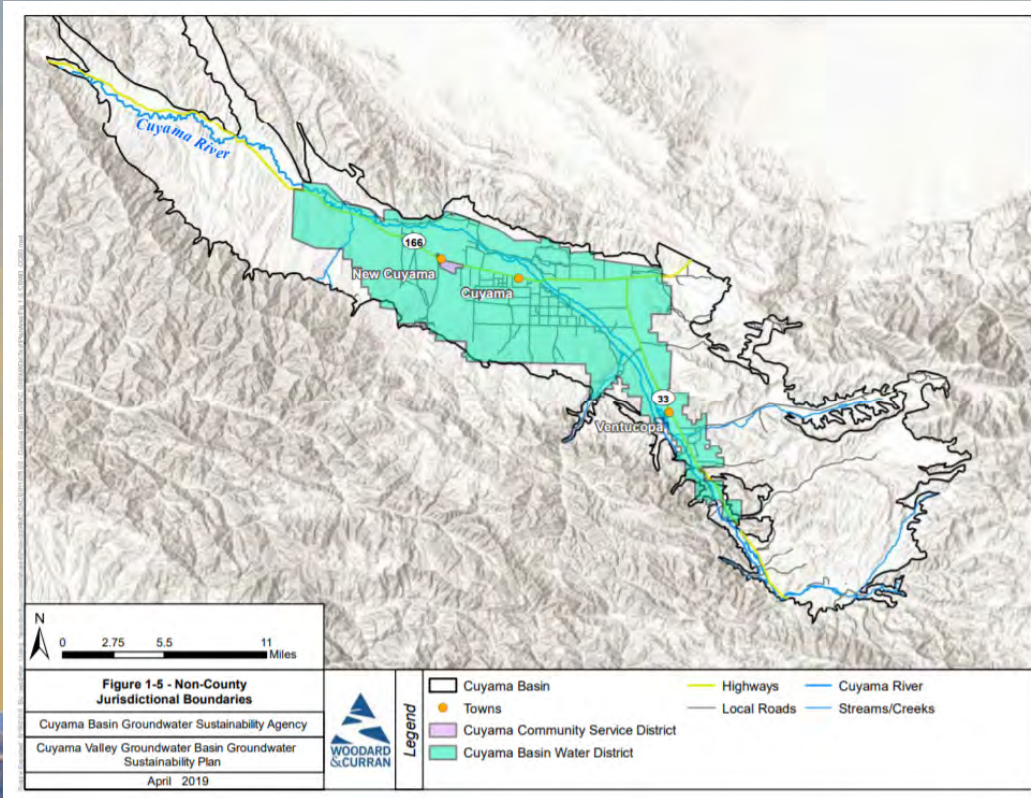 Cuyama River
166
New Cuyama
Cuyama
33
Ventucopa
N
0 2.75 5.5 11
Miles
Figure 1-5 - Non-County
Jurisdictional Boundaries
Cuyama Basin Groundwater Sustainability Agency
Cuyama Valley Groundwater Basin Groundwater
Sustainability Plan
April 2019
WOODARD
&CURRAN
Legend
Cuyama Basin
Towns
Cuyama Community Service District
Cuyama Basin Water District
Highways
Local Roads
Cuyama River
Streams/Creeks